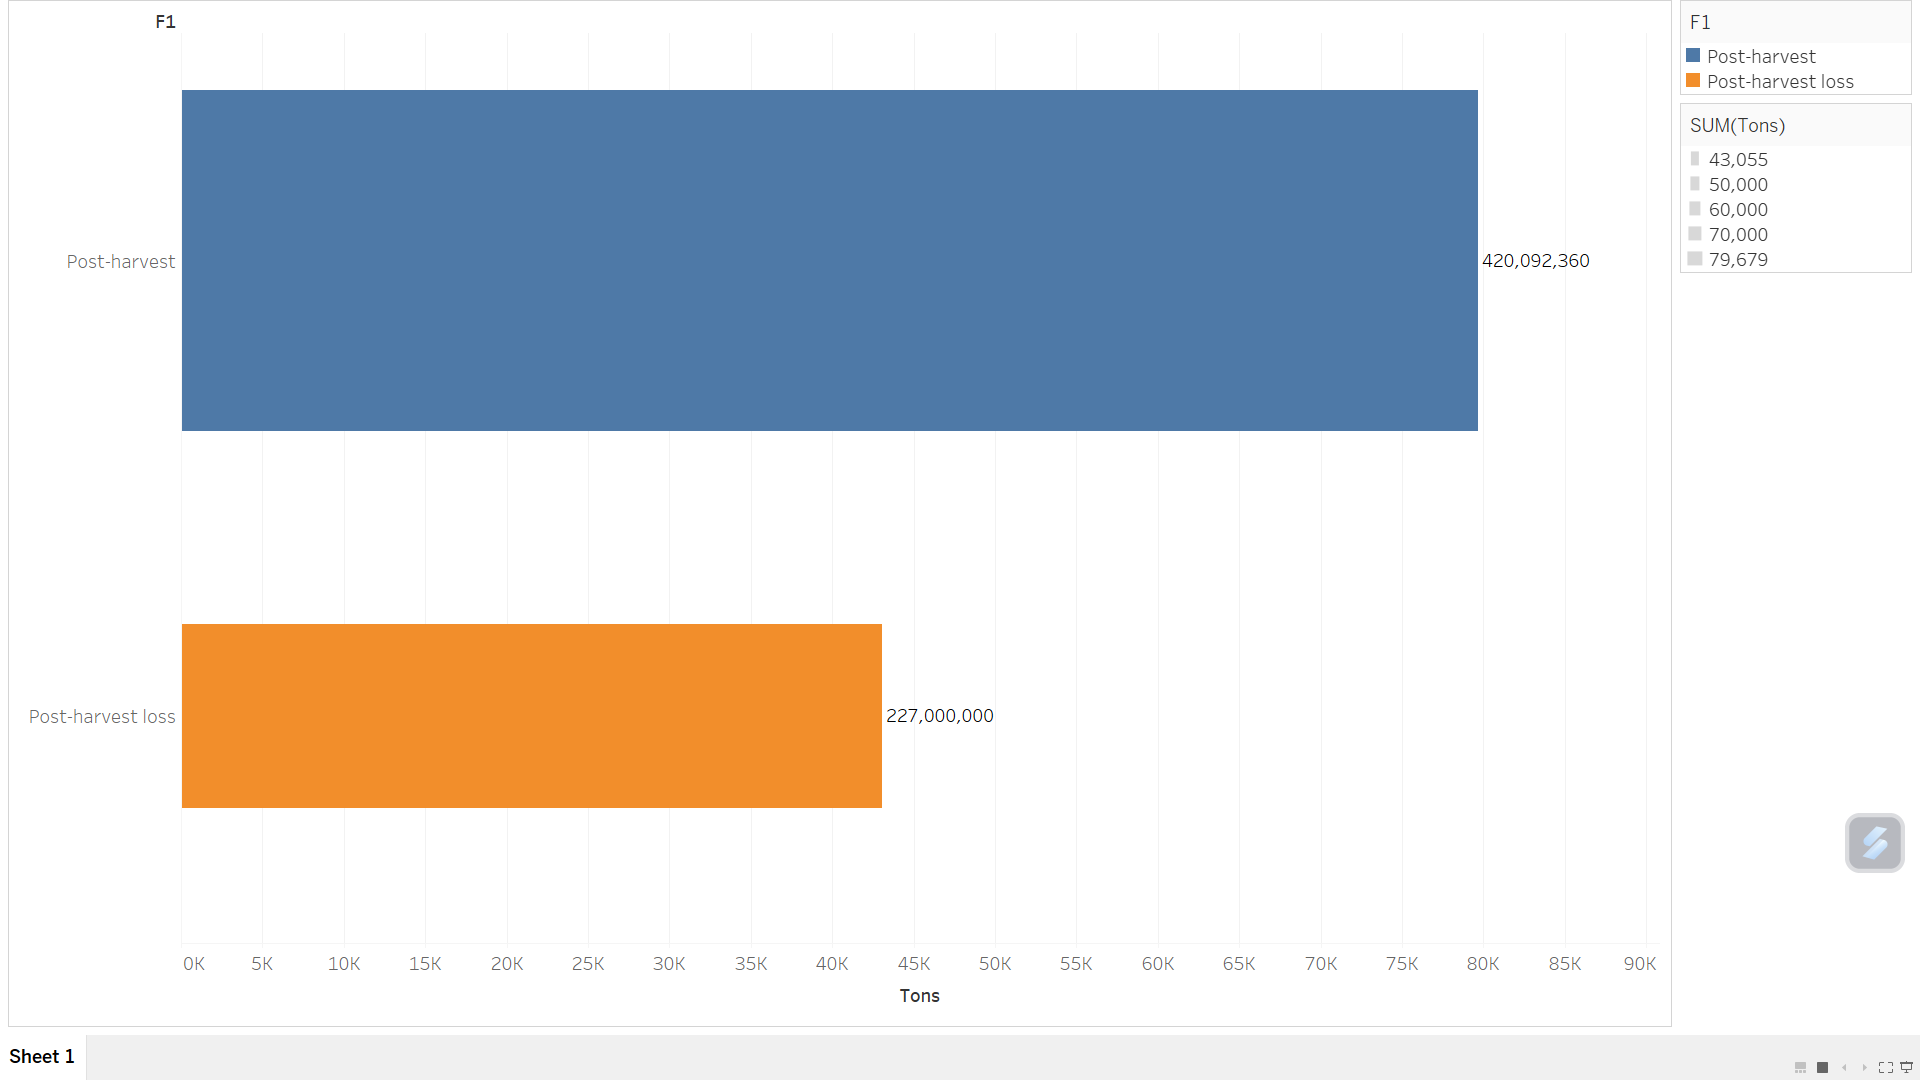 F1
Post-harvest
420,092,360
Post-harvest loss
227,000,000
0K 5K 10K 15K 20K 25K 30K 35K 40K 45K 50K 55K 60K 65K 70K 75K 80K 85K 90K
Tons
F1
Post-harvest
Post-harvest loss
SUM(Tons)
43,055
50,000
60,000
70,000
79,679
Sheet 1